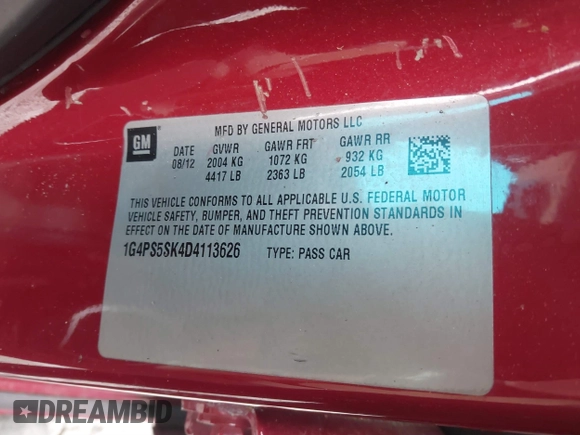 MFD BY GENERAL MOTORS LLC
GM
DATE GVWR GAWR FRT GAWR RR
08/12 2004 KG 1072 KG 932 KG
4417 LB 2363 LB 2054 LB
THIS VEHICLE CONFORMS TO ALL APPLICABLE U.S. FEDERAL MOTOR
VEHICLE SAFETY, BUMPER, AND THEFT PREVENTION STANDARDS IN
EFFECT ON THE DATE OF MANUFACTURE SHOWN ABOVE.
1G4PS5SK4D4113626 TYPE: PASS CAR
DREAMBID